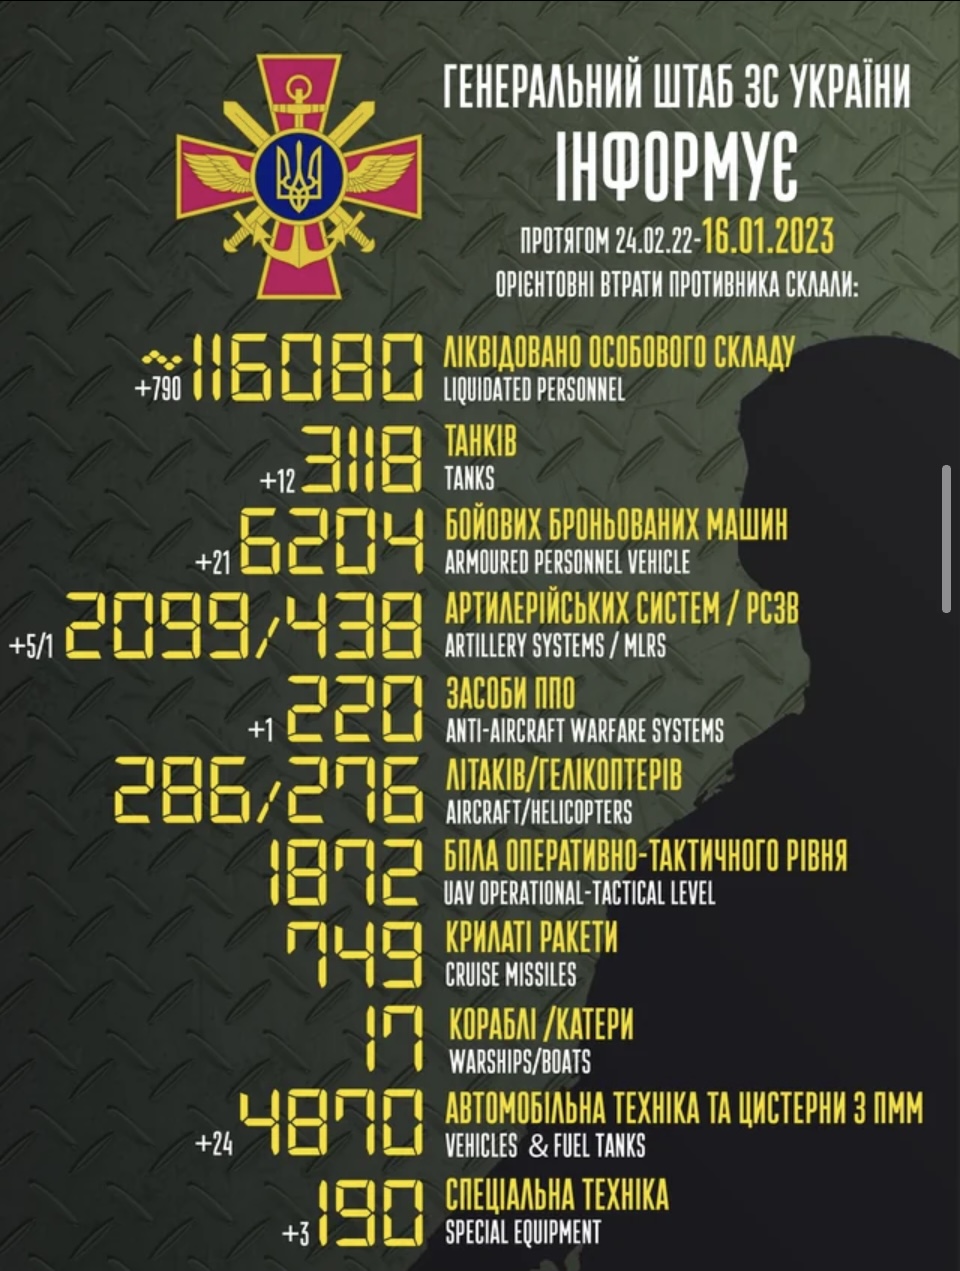 ГЕНЕРАЛЬНИЙ ШТАБ ЗС УКРАЇНИ
ІНФОРМУЄ
ПРОТЯГОМ 24.02.22-16.01.2023
ОРІЄНТОВНІ ВТРАТИ ПРОТИВНИКА СКЛАЛИ:
+790 ~116080 ЛІКВІДОВАНО ОСОБОВОГО СКЛАДУ
LIQUIDATED PERSONNEL
+12 3118 ТАНКІВ
TANKS
+21 6204 БОЙОВИХ БРОНЬОВАНИХ МАШИН
ARMOURED PERSONNEL VEHICLE
+5/1 2099/438 АРТИЛЕРІЙСЬКИХ СИСТЕМ / РСЗВ
ARTILLERY SYSTEMS / MLRS
+1 220 ЗАСОБИ ППО
ANTI-AIRCRAFT WARFARE SYSTEMS
286/276 ЛІТАКІВ/ГЕЛІКОПТЕРІВ
AIRCRAFT/HELICOPTERS
1872 БПЛА ОПЕРАТИВНО-ТАКТИЧНОГО РІВНЯ
UAV OPERATIONAL-TACTICAL LEVEL
749 КРИЛАТІ РАКЕТИ
CRUISE MISSILES
17 КОРАБЛІ /КАТЕРИ
WARSHIPS/BOATS
+24 4870 АВТОМОБІЛЬНА ТЕХНІКА ТА ЦИСТЕРНИ З ПММ
VEHICLES & FUEL TANKS
+3 190 СПЕЦІАЛЬНА ТЕХНІКА
SPECIAL EQUIPMENT